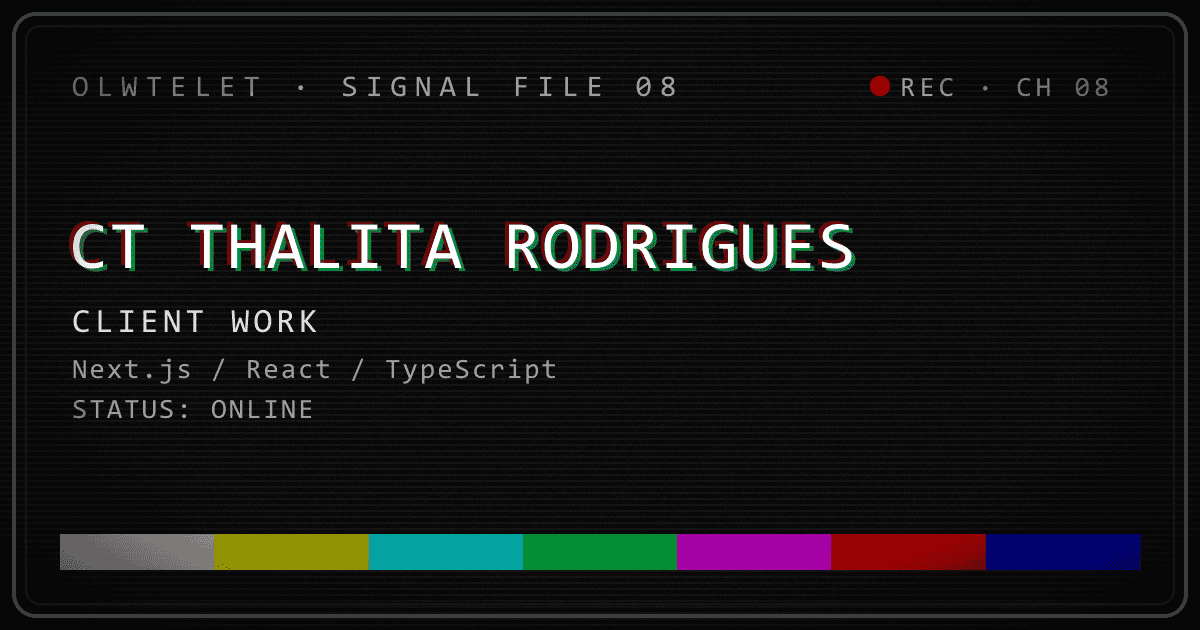 OLWTELET · SIGNAL FILE 08
REC · CH 08
CT THALITA RODRIGUES
CLIENT WORK
Next.js / React / TypeScript
STATUS: ONLINE